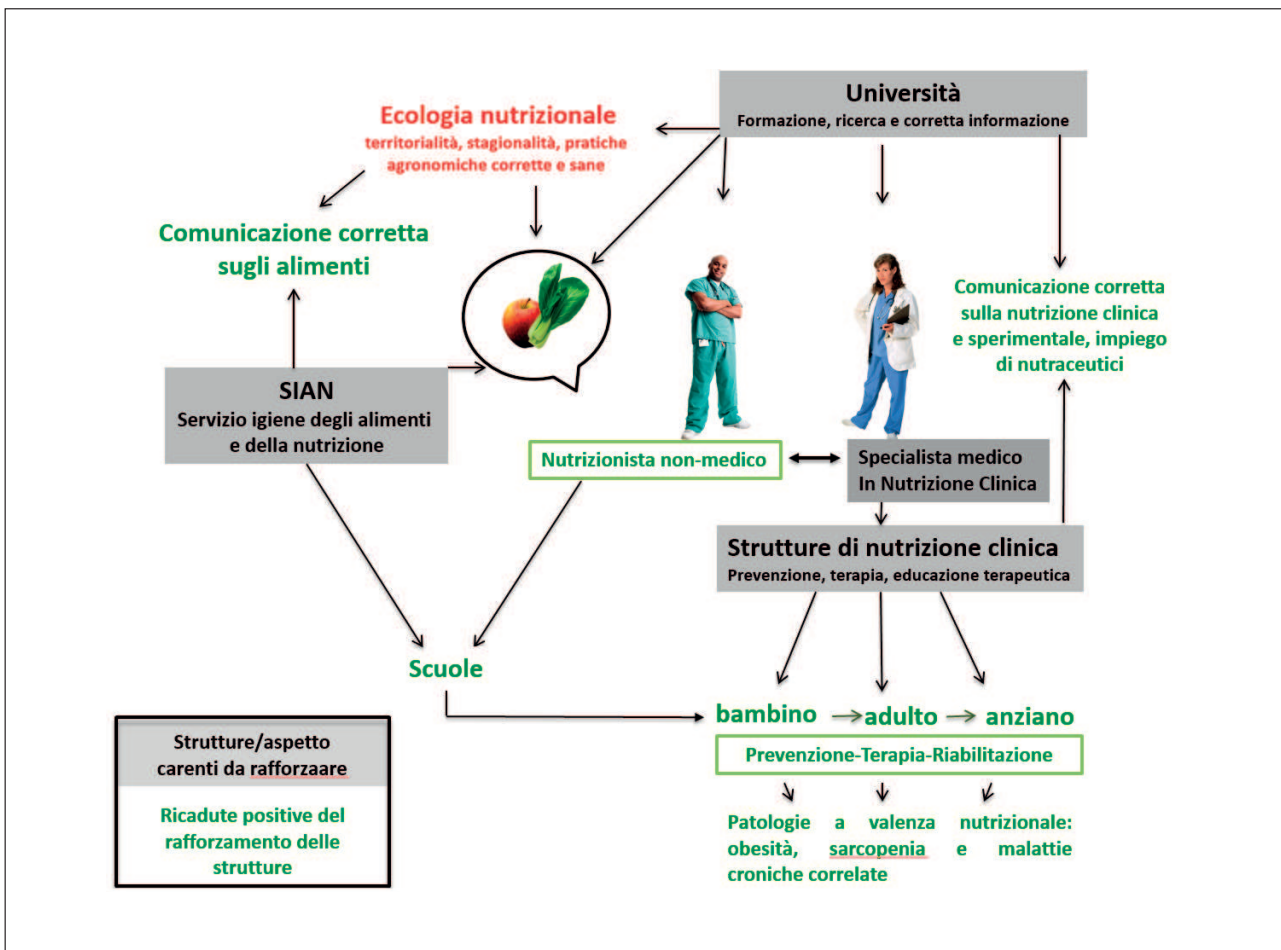 Università
Formazione, ricerca e corretta informazione
Ecologia nutrizionale
territorialità, stagionalità, pratiche
agronomiche corrette e sane
Comunicazione corretta
sugli alimenti
Comunicazione corretta
sulla nutrizione clinica
e sperimentale, impiego
di nutraceutici
SIAN
Servizio igiene degli alimenti
e della nutrizione
Nutrizionista non-medico
Specialista medico
In Nutrizione Clinica
Strutture di nutrizione clinica
Prevenzione, terapia, educazione terapeutica
Scuole
bambino adulto anziano
Prevenzione-Terapia-Riabilitazione
Patologie a valenza nutrizionale:
obesità, sarcopenia e malattie
croniche correlate
Strutture/aspetto
carenti da rafforzaare
Ricadute positive del
rafforzamento delle
strutture